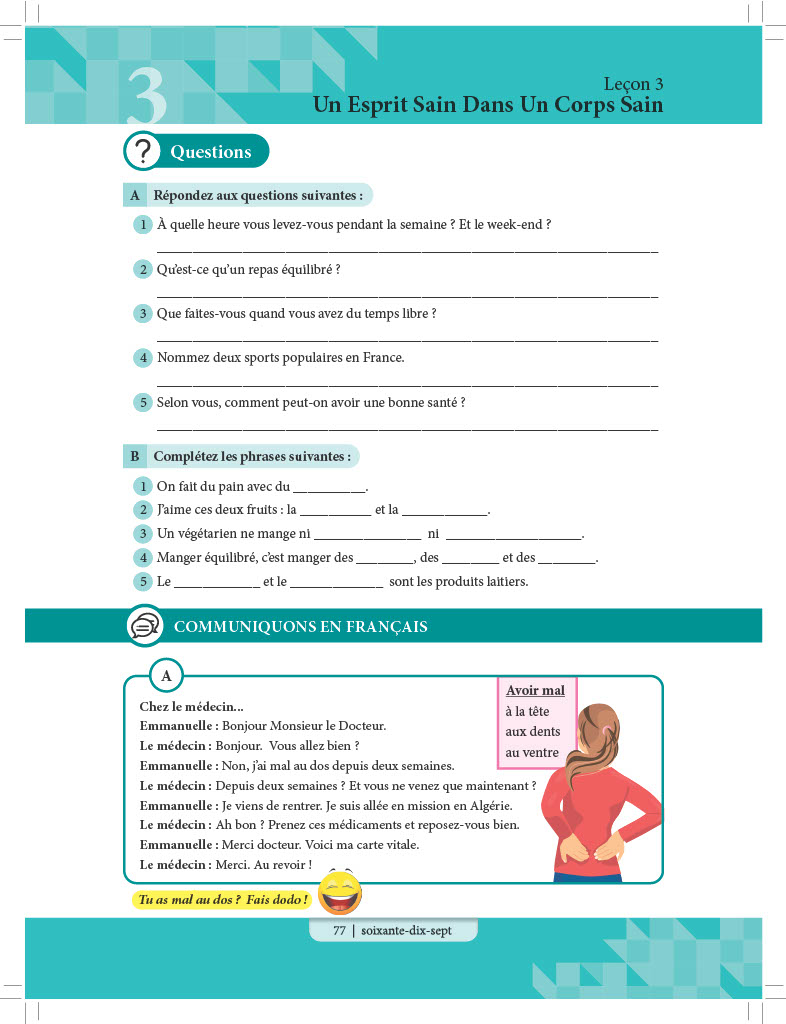 3
Leçon 3
Un Esprit Sain Dans Un Corps Sain
? Questions
A Répondez aux questions suivantes :
1 À quelle heure vous levez-vous pendant la semaine ? Et le week-end ?
2 Qu'est-ce qu'un repas équilibré ?
3 Que faites-vous quand vous avez du temps libre ?
4 Nommez deux sports populaires en France.
5 Selon vous, comment peut-on avoir une bonne santé ?
B Complétez les phrases suivantes :
1 On fait du pain avec du __________.
2 J'aime ces deux fruits : la __________ et la ____________.
3 Un végétarien ne mange ni _______________ ni ___________________.
4 Manger équilibré, c'est manger des ________, des ________ et des ________.
5 Le ____________ et le _____________ sont les produits laitiers.
COMMUNIQUONS EN FRANÇAIS
A
Chez le médecin...
Emmanuelle : Bonjour Monsieur le Docteur.
Le médecin : Bonjour. Vous allez bien ?
Emmanuelle : Non, j'ai mal au dos depuis deux semaines.
Le médecin : Depuis deux semaines ? Et vous ne venez que maintenant ?
Emmanuelle : Je viens de rentrer. Je suis allée en mission en Algérie.
Le médecin : Ah bon ? Prenez ces médicaments et reposez-vous bien.
Emmanuelle : Merci docteur. Voici ma carte vitale.
Le médecin : Merci. Au revoir !
Avoir mal
à la tête
aux dents
au ventre
Tu as mal au dos ? Fais dodo !
77 | soixante-dix-sept